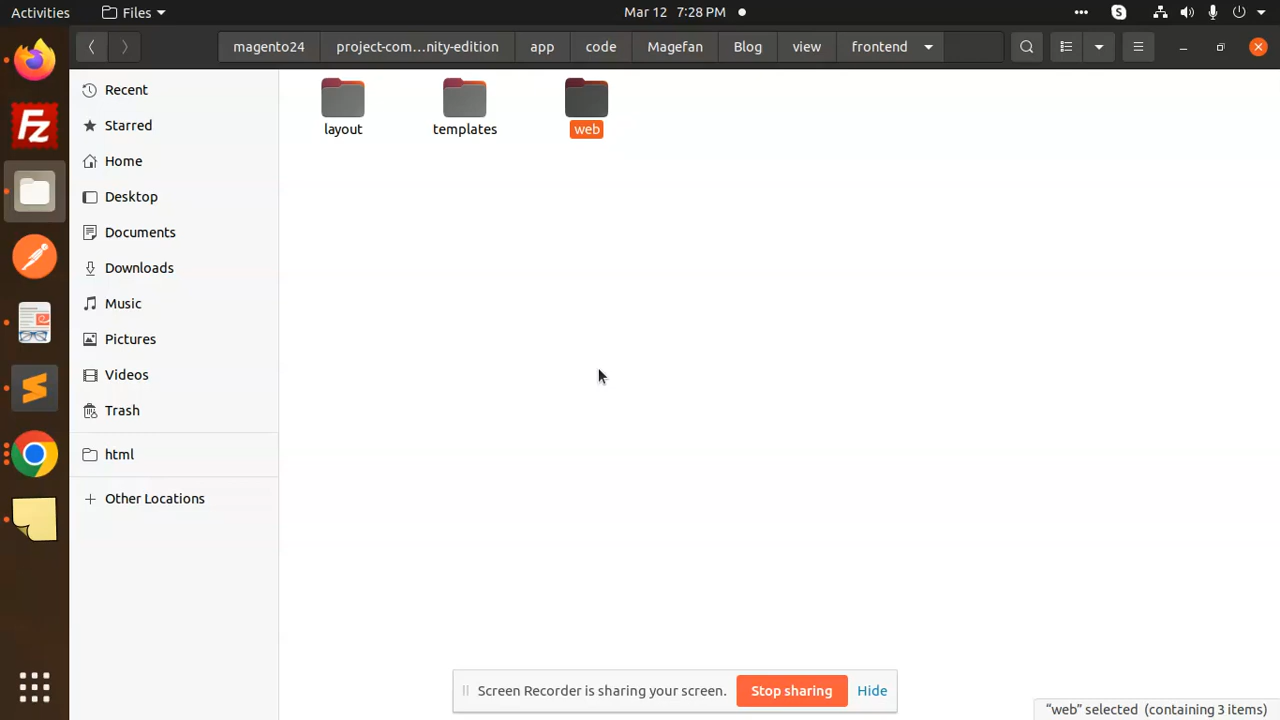 Activities
Files
Mar 12 7:28 PM
magento24
project-com…nity-edition
app
code
Magefan
Blog
view
frontend
Recent
Starred
Home
Desktop
Documents
Downloads
Music
Pictures
Videos
Trash
html
Other Locations
layout
templates
web
Fz
S
Screen Recorder is sharing your screen.
Stop sharing
Hide
“web” selected (containing 3 items)